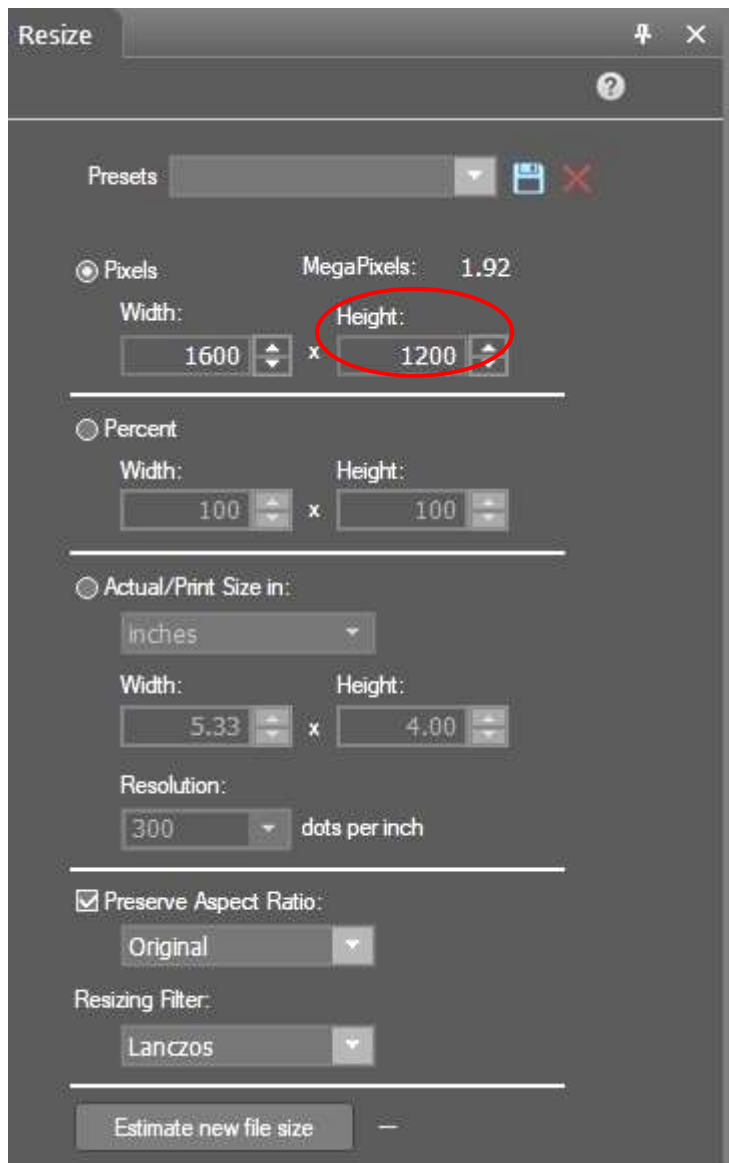 Resize
Presets
Pixels MegaPixels: 1.92
Width: Height:
1600 x 1200
Percent
Width: Height:
100 x 100
Actual/Print Size in:
inches
Width: Height:
5.33 x 4.00
Resolution:
300 dots per inch
Preserve Aspect Ratio:
Original
Resizing Filter:
Lanczos
Estimate new file size —